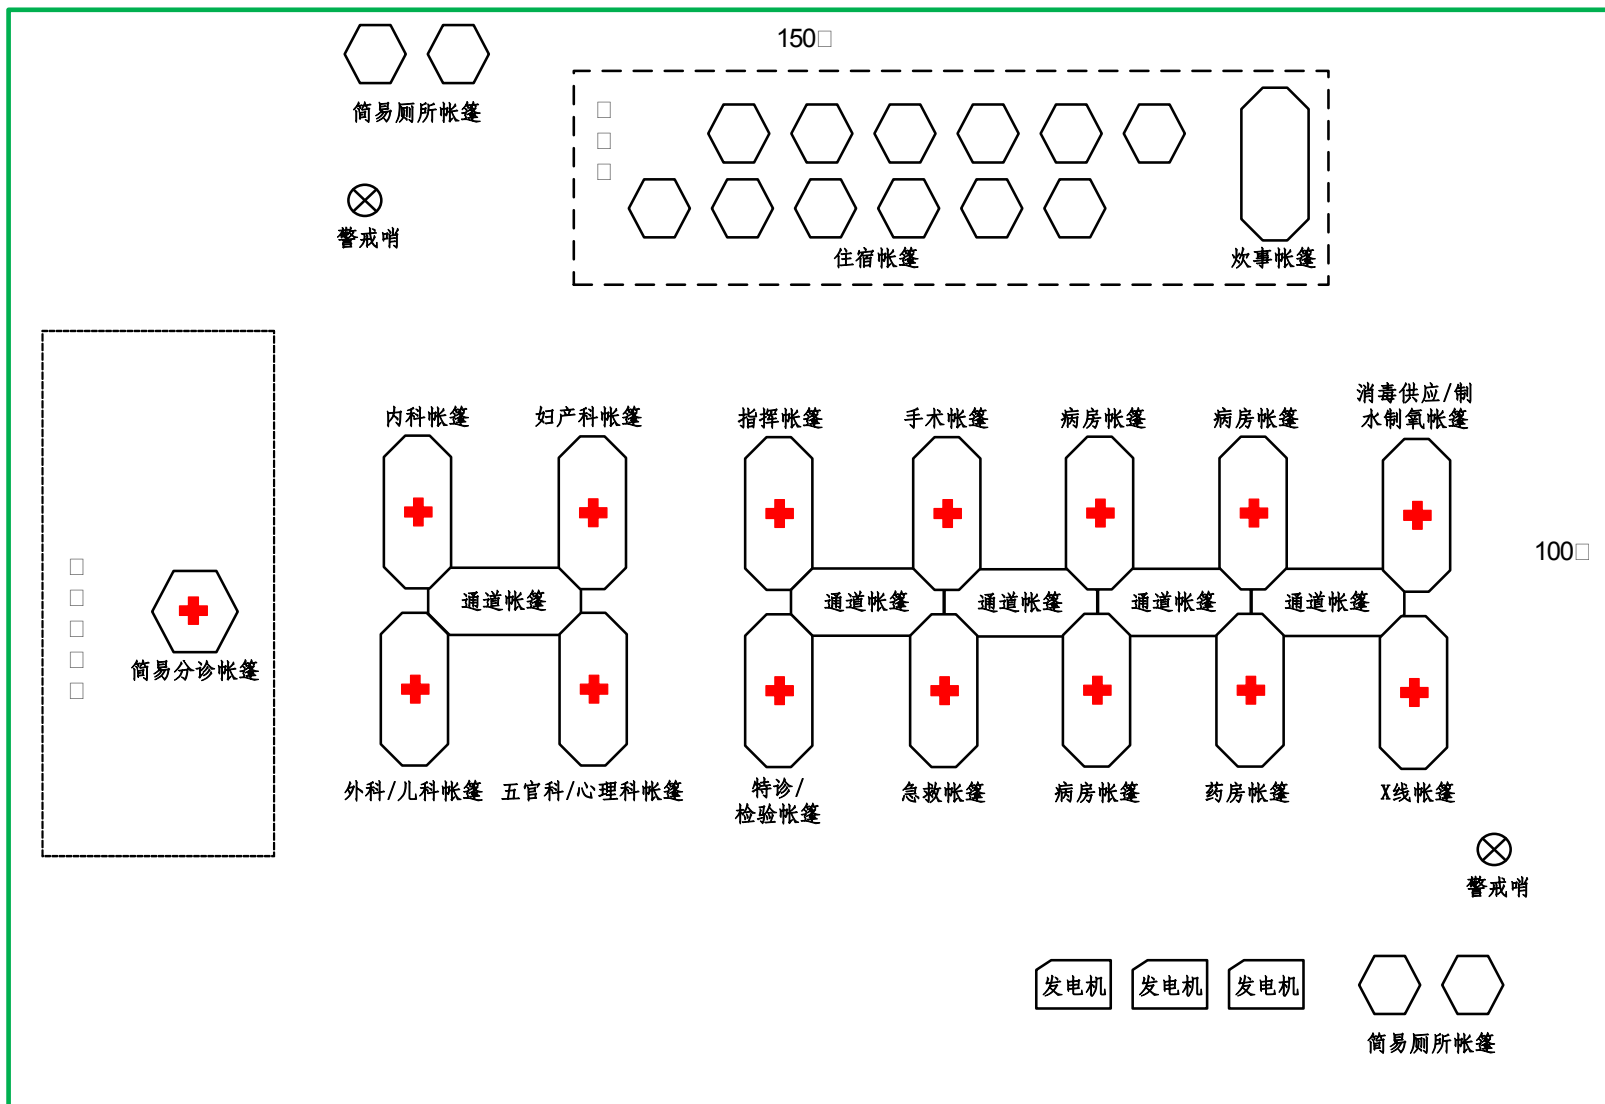 150□
简易厕所帐篷
□
□
□
警戒哨
住宿帐篷
炊事帐篷
内科帐篷
妇产科帐篷
指挥帐篷
手术帐篷
病房帐篷
病房帐篷
消毒供应/制
水制氧帐篷
100□
□
□
□
□
□
简易分诊帐篷
通道帐篷
通道帐篷
通道帐篷
通道帐篷
通道帐篷
外科/儿科帐篷
五官科/心理科帐篷
特诊/
检验帐篷
急救帐篷
病房帐篷
药房帐篷
X线帐篷
警戒哨
发电机
发电机
发电机
简易厕所帐篷